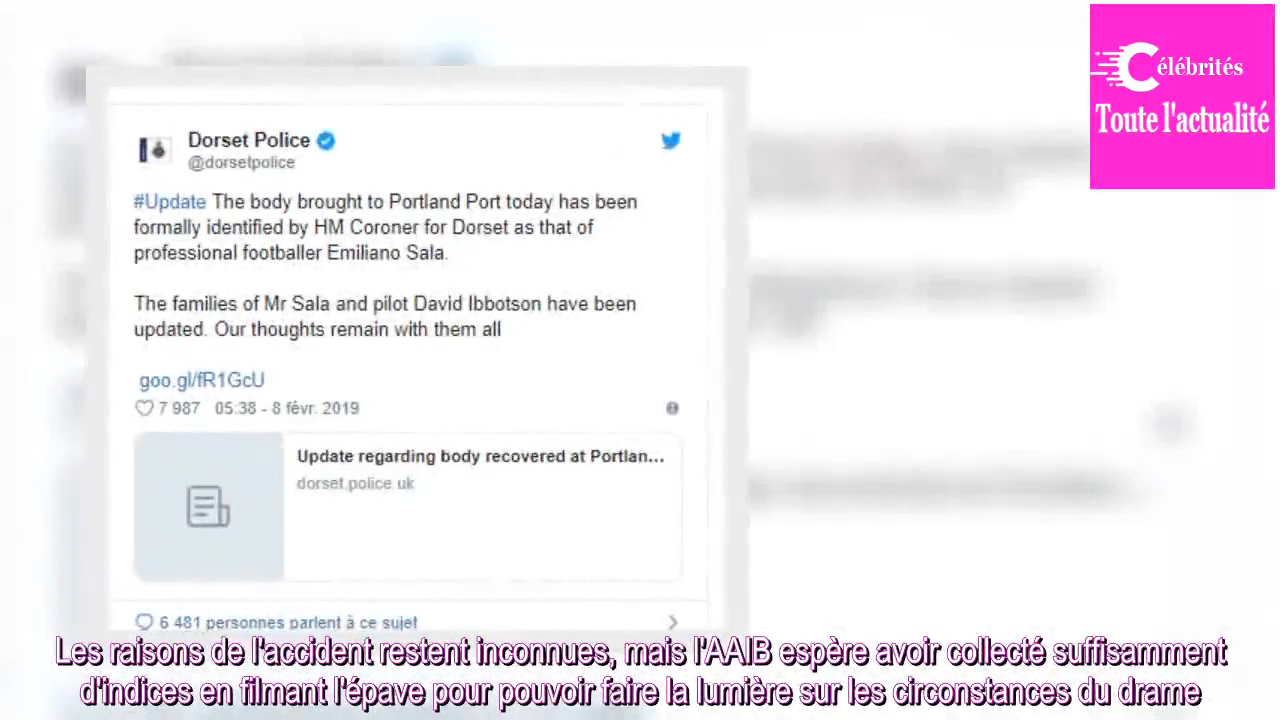 Célébrités
Toute l'actualité
Dorset Police
@dorsetpolice
#Update The body brought to Portland Port today has been
formally identified by HM Coroner for Dorset as that of
professional footballer Emiliano Sala.
The families of Mr Sala and pilot David Ibbotson have been
updated. Our thoughts remain with them all
goo.gl/fR1GcU
7 987 05:38 - 8 févr. 2019
Update regarding body recovered at Portlan...
dorset.police.uk
6 481 personnes parlent à ce sujet
Les raisons de l'accident restent inconnues, mais l'AAIB espère avoir collecté suffisamment
d'indices en filmant l'épave pour pouvoir faire la lumière sur les circonstances du drame